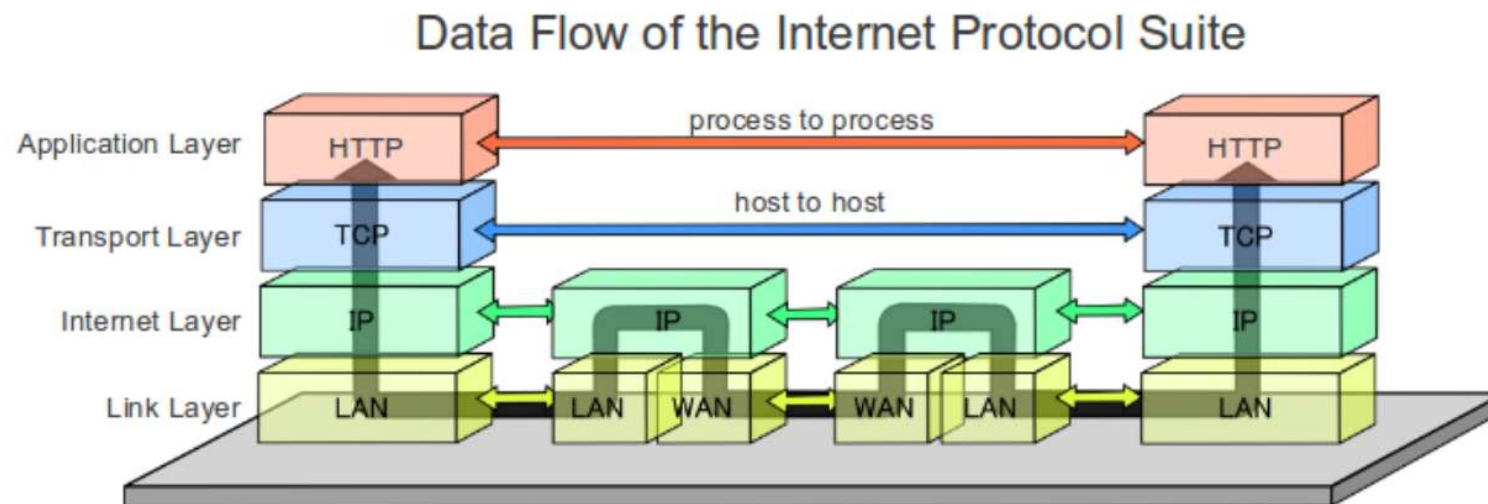 Data Flow of the Internet Protocol Suite
Application Layer HTTP process to process HTTP
Transport Layer TCP host to host TCP
Internet Layer IP IP IP IP
Link Layer LAN LAN WAN WAN LAN LAN